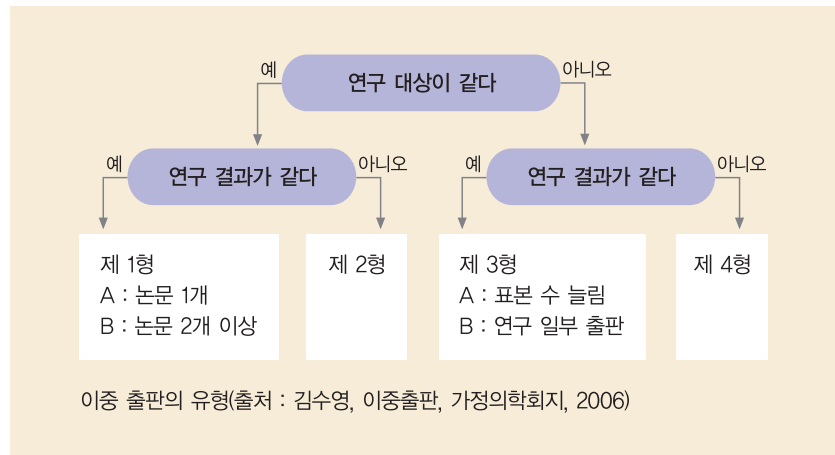 예
연구 대상이 같다
아니오
예
연구 결과가 같다
아니오
예
연구 결과가 같다
아니오
제 1형
A : 논문 1개
B : 논문 2개 이상
제 2형
제 3형
A : 표본 수 늘림
B : 연구 일부 출판
제 4형
이중 출판의 유형(출처 : 김수영, 이중출판, 가정의학회지, 2006)